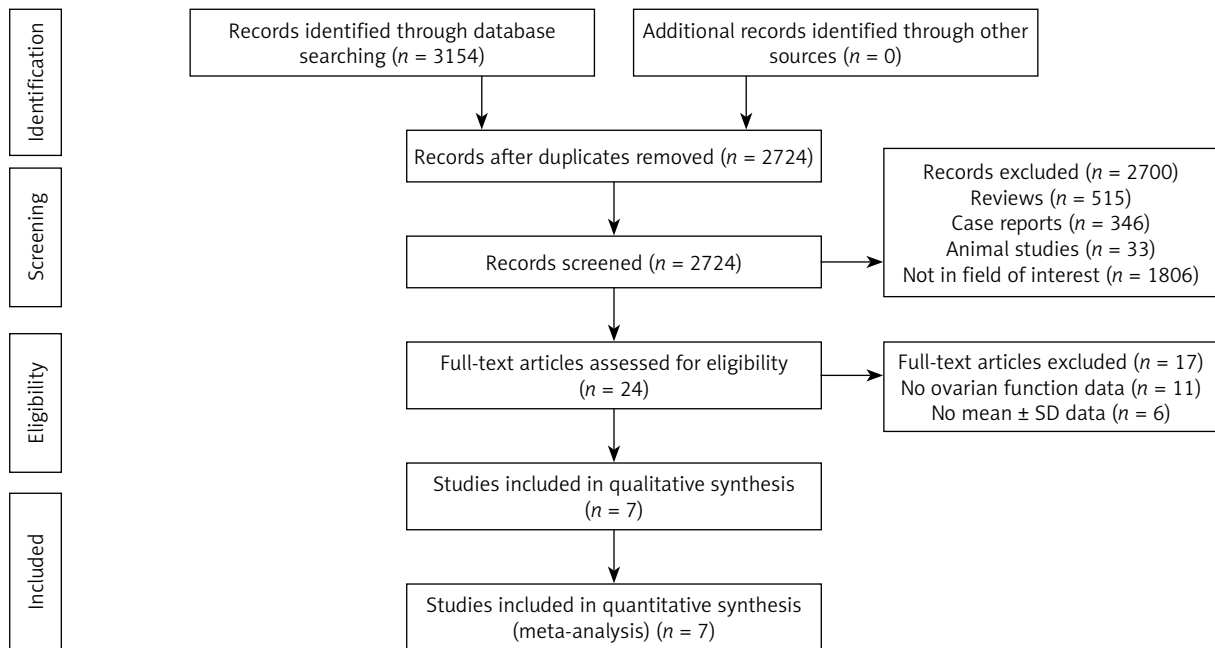 Identification
Records identified through database
searching (n = 3154)
Additional records identified through other
sources (n = 0)
Records after duplicates removed (n = 2724)
Screening
Records screened (n = 2724)
Records excluded (n = 2700)
Reviews (n = 515)
Case reports (n = 346)
Animal studies (n = 33)
Not in field of interest (n = 1806)
Eligibility
Full-text articles assessed for eligibility
(n = 24)
Full-text articles excluded (n = 17)
No ovarian function data (n = 11)
No mean ± SD data (n = 6)
Included
Studies included in qualitative synthesis
(n = 7)
Studies included in quantitative synthesis
(meta-analysis) (n = 7)